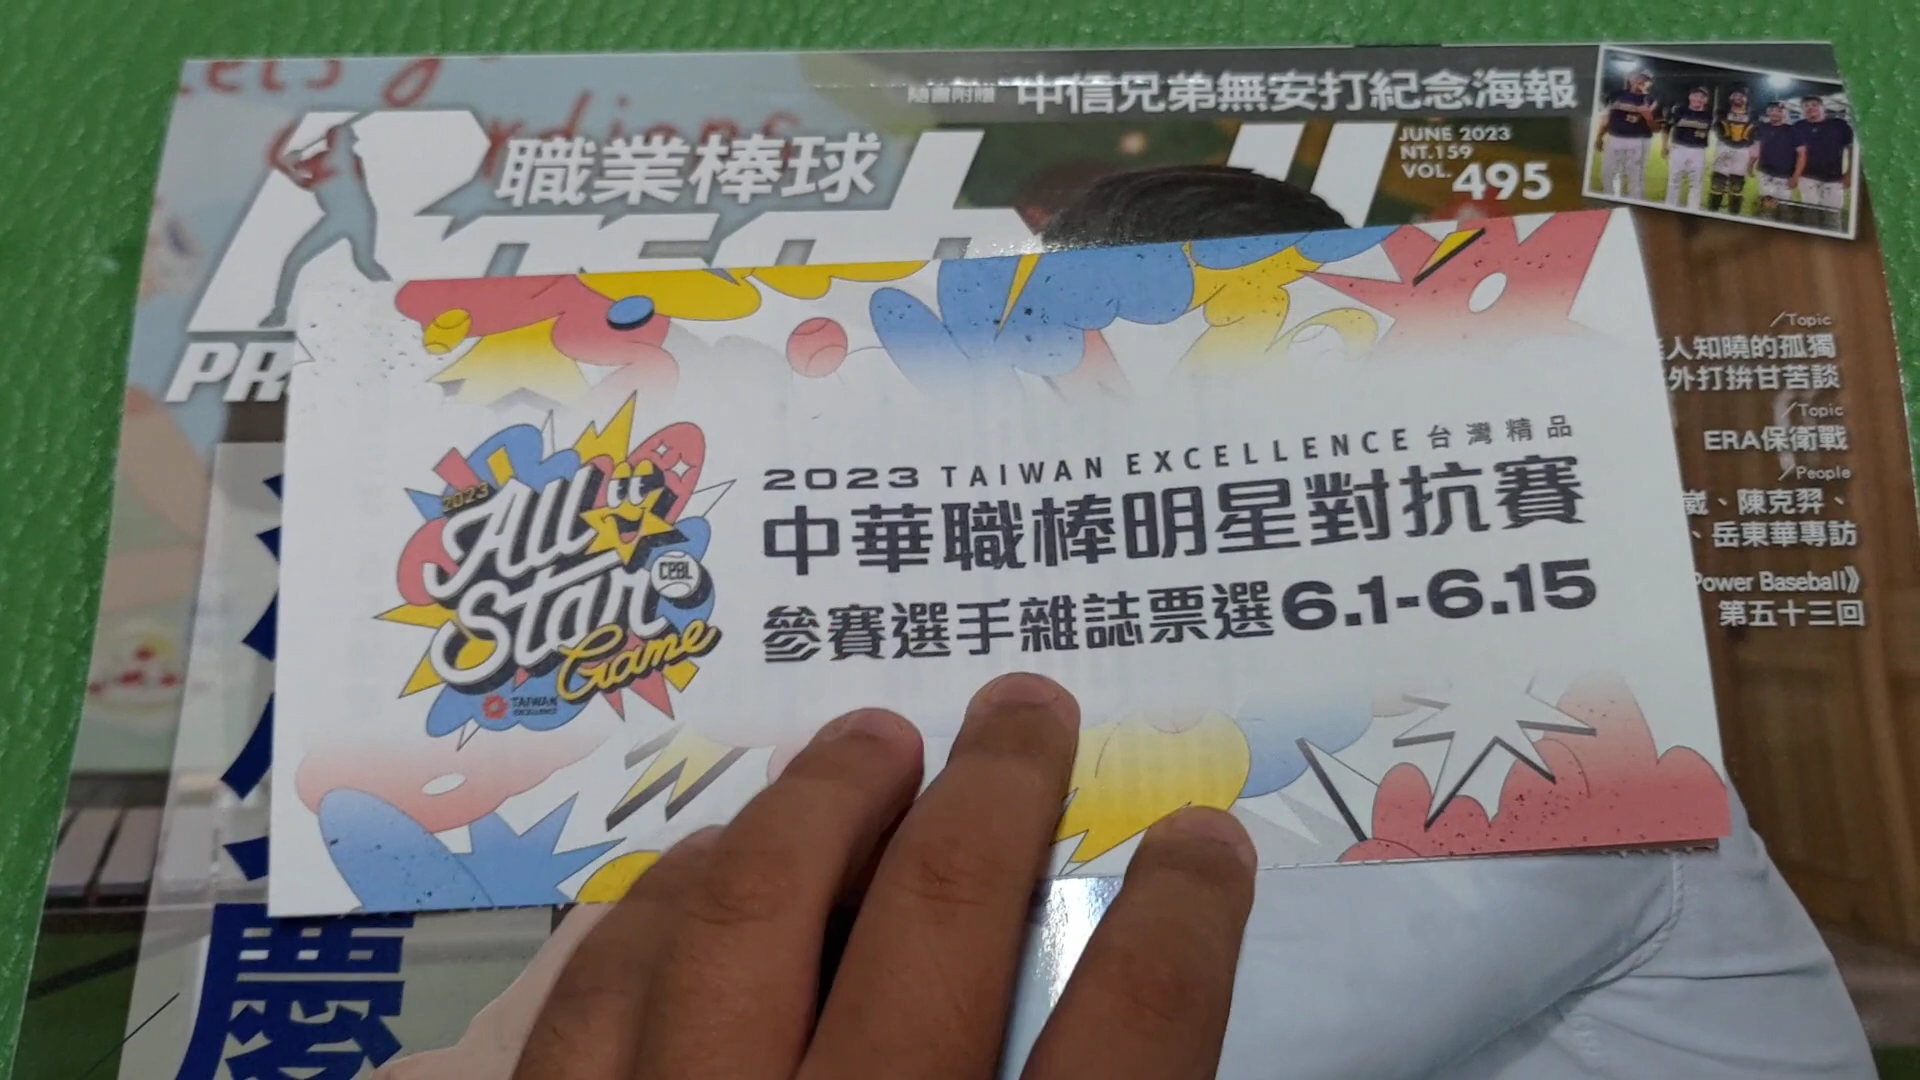 隨書附贈 中信兄弟無安打紀念海報
職業棒球
JUNE 2023
NT.159
VOL.495
/Topic
人知曉的孤獨
外打拚甘苦談
/Topic
ERA保衛戰
/People
崴、陳克羿、
、岳東華專訪
Power Baseball》
第五十三回
2023 TAIWAN EXCELLENCE 台灣精品
中華職棒明星對抗賽
參賽選手雜誌票選6.1-6.15
2023
All
Star
Game
CPBL
TAIWAN
EXCELLENCE
慶